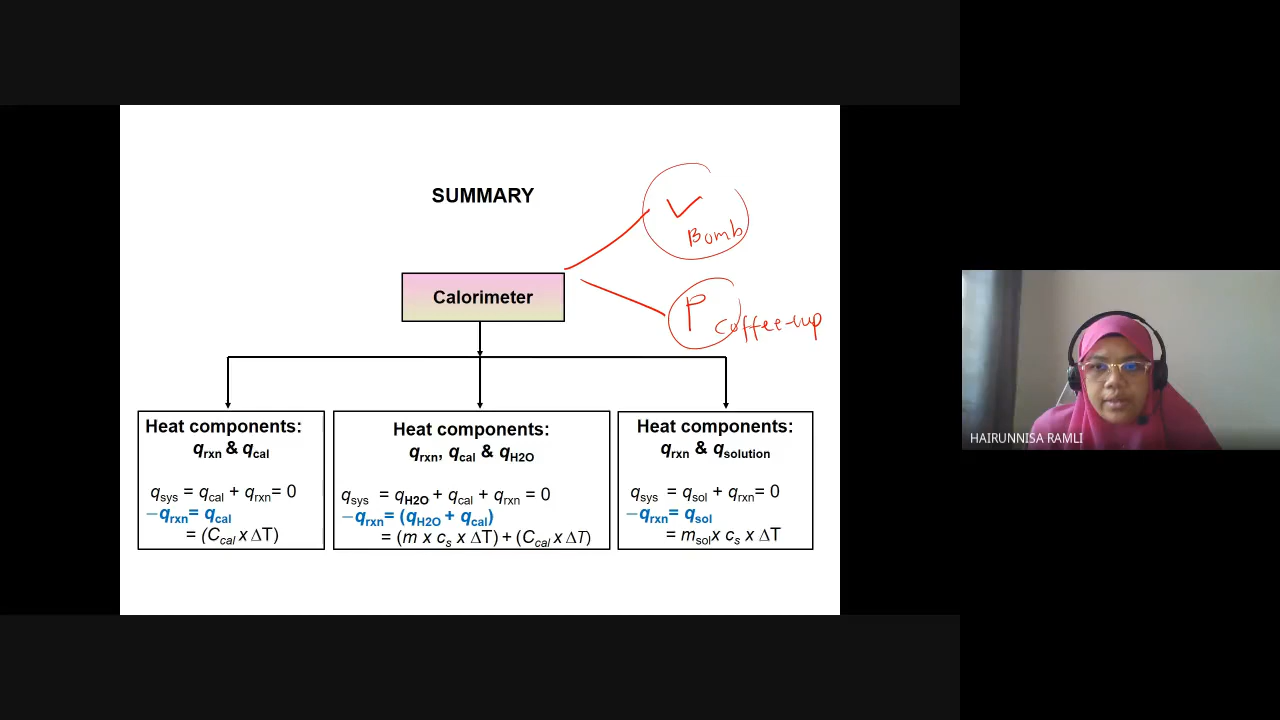 SUMMARY
Bomb
Calorimeter
P
Coffee-cup
Heat components:
qrxn & qcal
qsys = qcal + qrxn= 0
−qrxn= qcal
= (Ccal x ΔT)
Heat components:
qrxn, qcal & qH2O
qsys = qH2O + qcal + qrxn = 0
−qrxn= (qH2O + qcal)
= (m x cs x ΔT) + (Ccal x ΔT)
Heat components:
qrxn & qsolution
qsys = qsol + qrxn= 0
−qrxn= qsol
= msolx cs x ΔT
HAIRUNNISA RAMLI